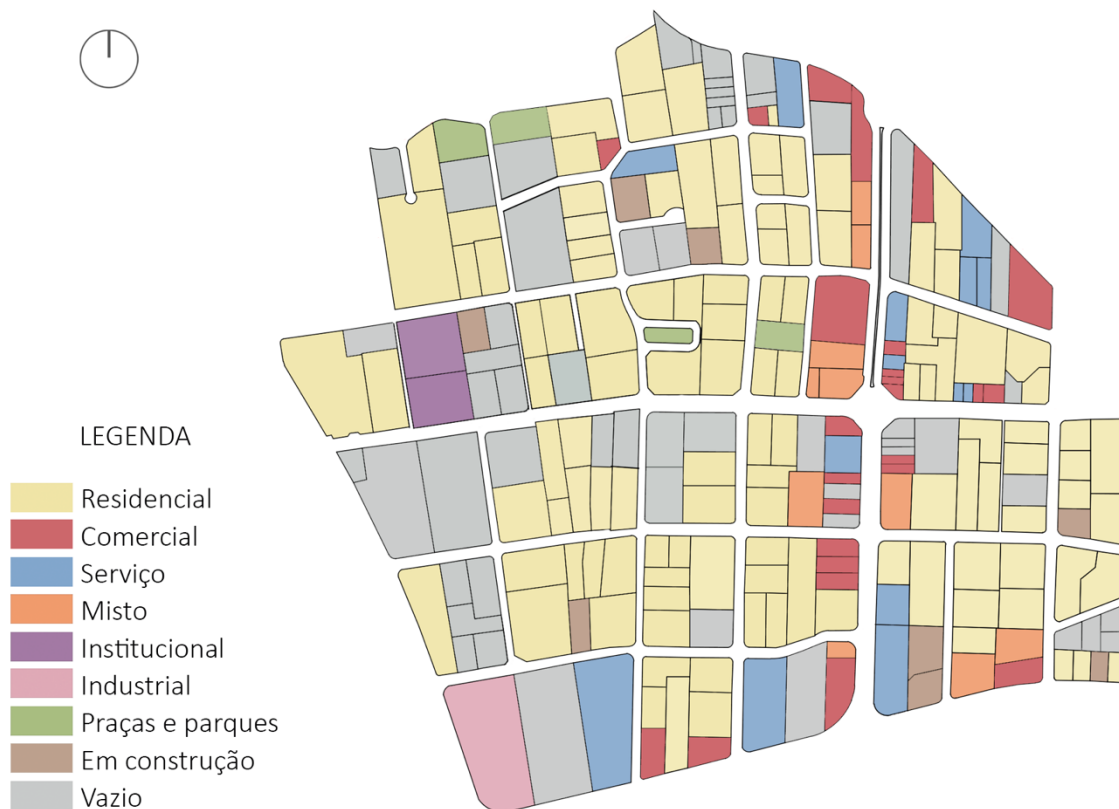 LEGENDA
Residencial
Comercial
Serviço
Misto
Institucional
Industrial
Praças e parques
Em construção
Vazio